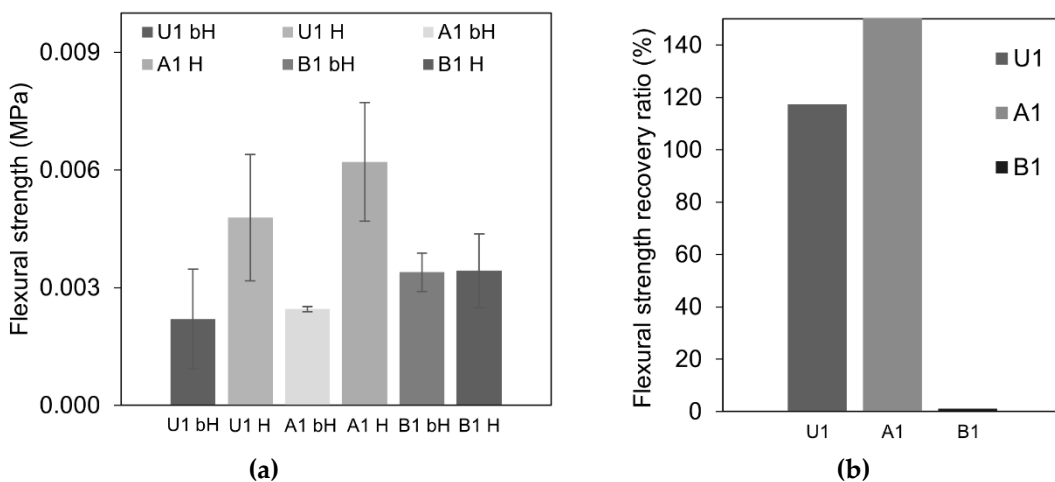 Flexural strength (MPa)
0.009
0.006
0.003
0.000
U1 bH U1 H A1 bH
A1 H B1 bH B1 H
U1 bH U1 H A1 bH A1 H B1 bH B1 H
(a)
Flexural strength recovery ratio (%)
140
120
100
80
60
40
20
0
U1
A1
B1
U1 A1 B1
(b)